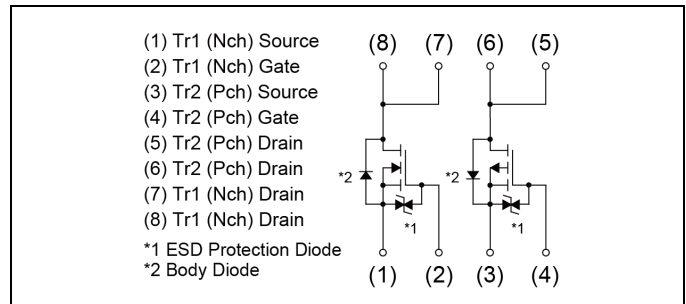 (1) Tr1 (Nch) Source
(2) Tr1 (Nch) Gate
(3) Tr2 (Pch) Source
(4) Tr2 (Pch) Gate
(5) Tr2 (Pch) Drain
(6) Tr2 (Pch) Drain
(7) Tr1 (Nch) Drain
(8) Tr1 (Nch) Drain
*1 ESD Protection Diode
*2 Body Diode
(8) (7) (6) (5)
*2 *2
*1 *1
(1) (2) (3) (4)